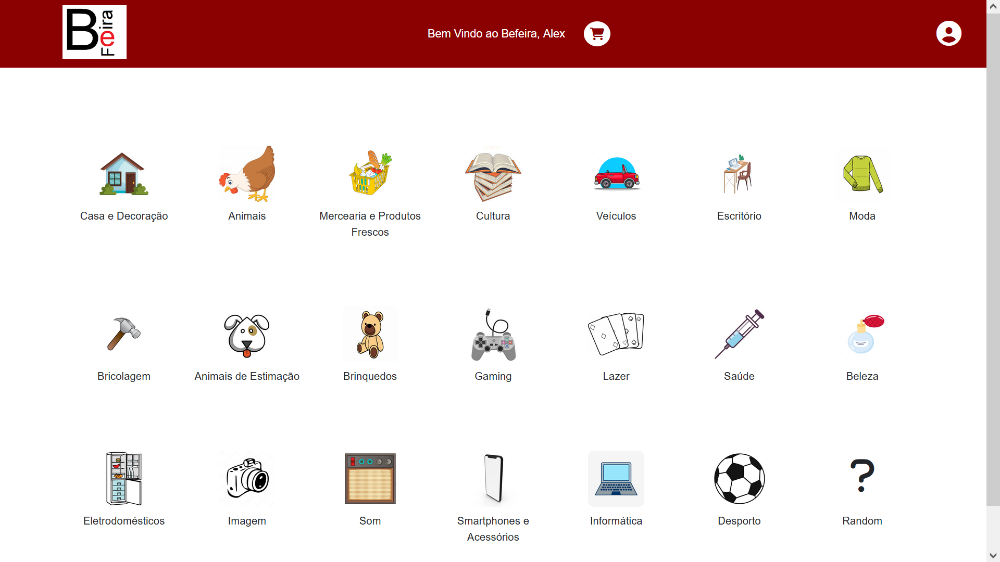 BeFeira
Bem Vindo ao Befeira, Alex
Casa e Decoração
Animais
Mercearia e Produtos
Frescos
Cultura
Veículos
Escritório
Moda
Bricolagem
Animais de Estimação
Brinquedos
Gaming
Lazer
Saúde
Beleza
Eletrodomésticos
Imagem
Som
Smartphones e
Acessórios
Informática
Desporto
?
Random